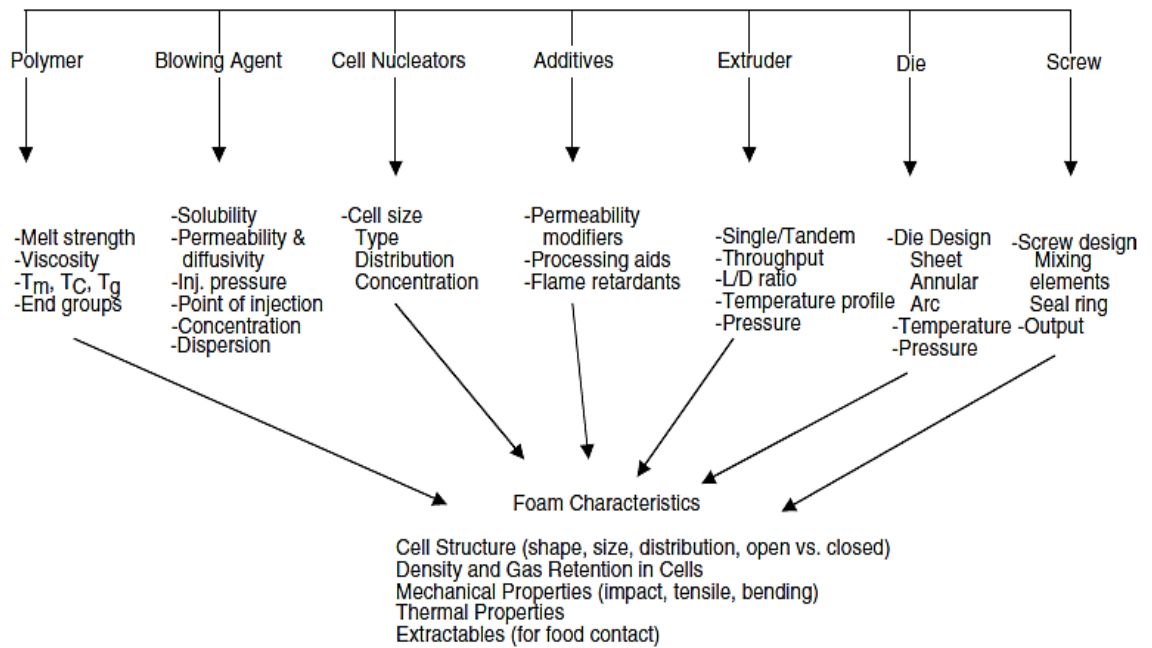 Polymer
Blowing Agent
Cell Nucleators
Additives
Extruder
Die
Screw
-Melt strength
-Viscosity
-Tm, TC, Tg
-End groups
-Solubility
-Permeability &
diffusivity
-Inj. pressure
-Point of injection
-Concentration
-Dispersion
-Cell size
Type
Distribution
Concentration
-Permeability
modifiers
-Processing aids
-Flame retardants
-Single/Tandem
-Throughput
-L/D ratio
-Temperature profile
-Pressure
-Die Design
Sheet
Annular
Arc
-Temperature
-Pressure
-Screw design
Mixing
elements
Seal ring
-Output
Foam Characteristics
Cell Structure (shape, size, distribution, open vs. closed)
Density and Gas Retention in Cells
Mechanical Properties (impact, tensile, bending)
Thermal Properties
Extractables (for food contact)